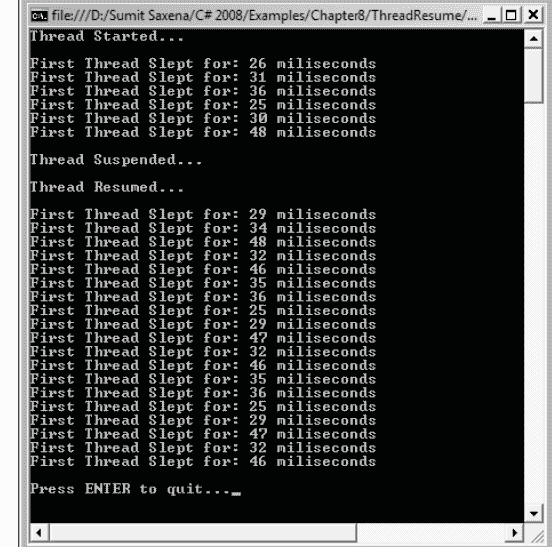 file:///D:/Sumit Saxena/C# 2008/Examples/Chapter8/ThreadResume/...
Thread Started...
First Thread Slept for: 26 miliseconds
First Thread Slept for: 31 miliseconds
First Thread Slept for: 36 miliseconds
First Thread Slept for: 25 miliseconds
First Thread Slept for: 30 miliseconds
First Thread Slept for: 48 miliseconds
Thread Suspended...
Thread Resumed...
First Thread Slept for: 29 miliseconds
First Thread Slept for: 34 miliseconds
First Thread Slept for: 48 miliseconds
First Thread Slept for: 32 miliseconds
First Thread Slept for: 46 miliseconds
First Thread Slept for: 35 miliseconds
First Thread Slept for: 36 miliseconds
First Thread Slept for: 25 miliseconds
First Thread Slept for: 29 miliseconds
First Thread Slept for: 47 miliseconds
First Thread Slept for: 32 miliseconds
First Thread Slept for: 46 miliseconds
First Thread Slept for: 35 miliseconds
First Thread Slept for: 36 miliseconds
First Thread Slept for: 25 miliseconds
First Thread Slept for: 29 miliseconds
First Thread Slept for: 47 miliseconds
First Thread Slept for: 32 miliseconds
First Thread Slept for: 46 miliseconds
Press ENTER to quit..._